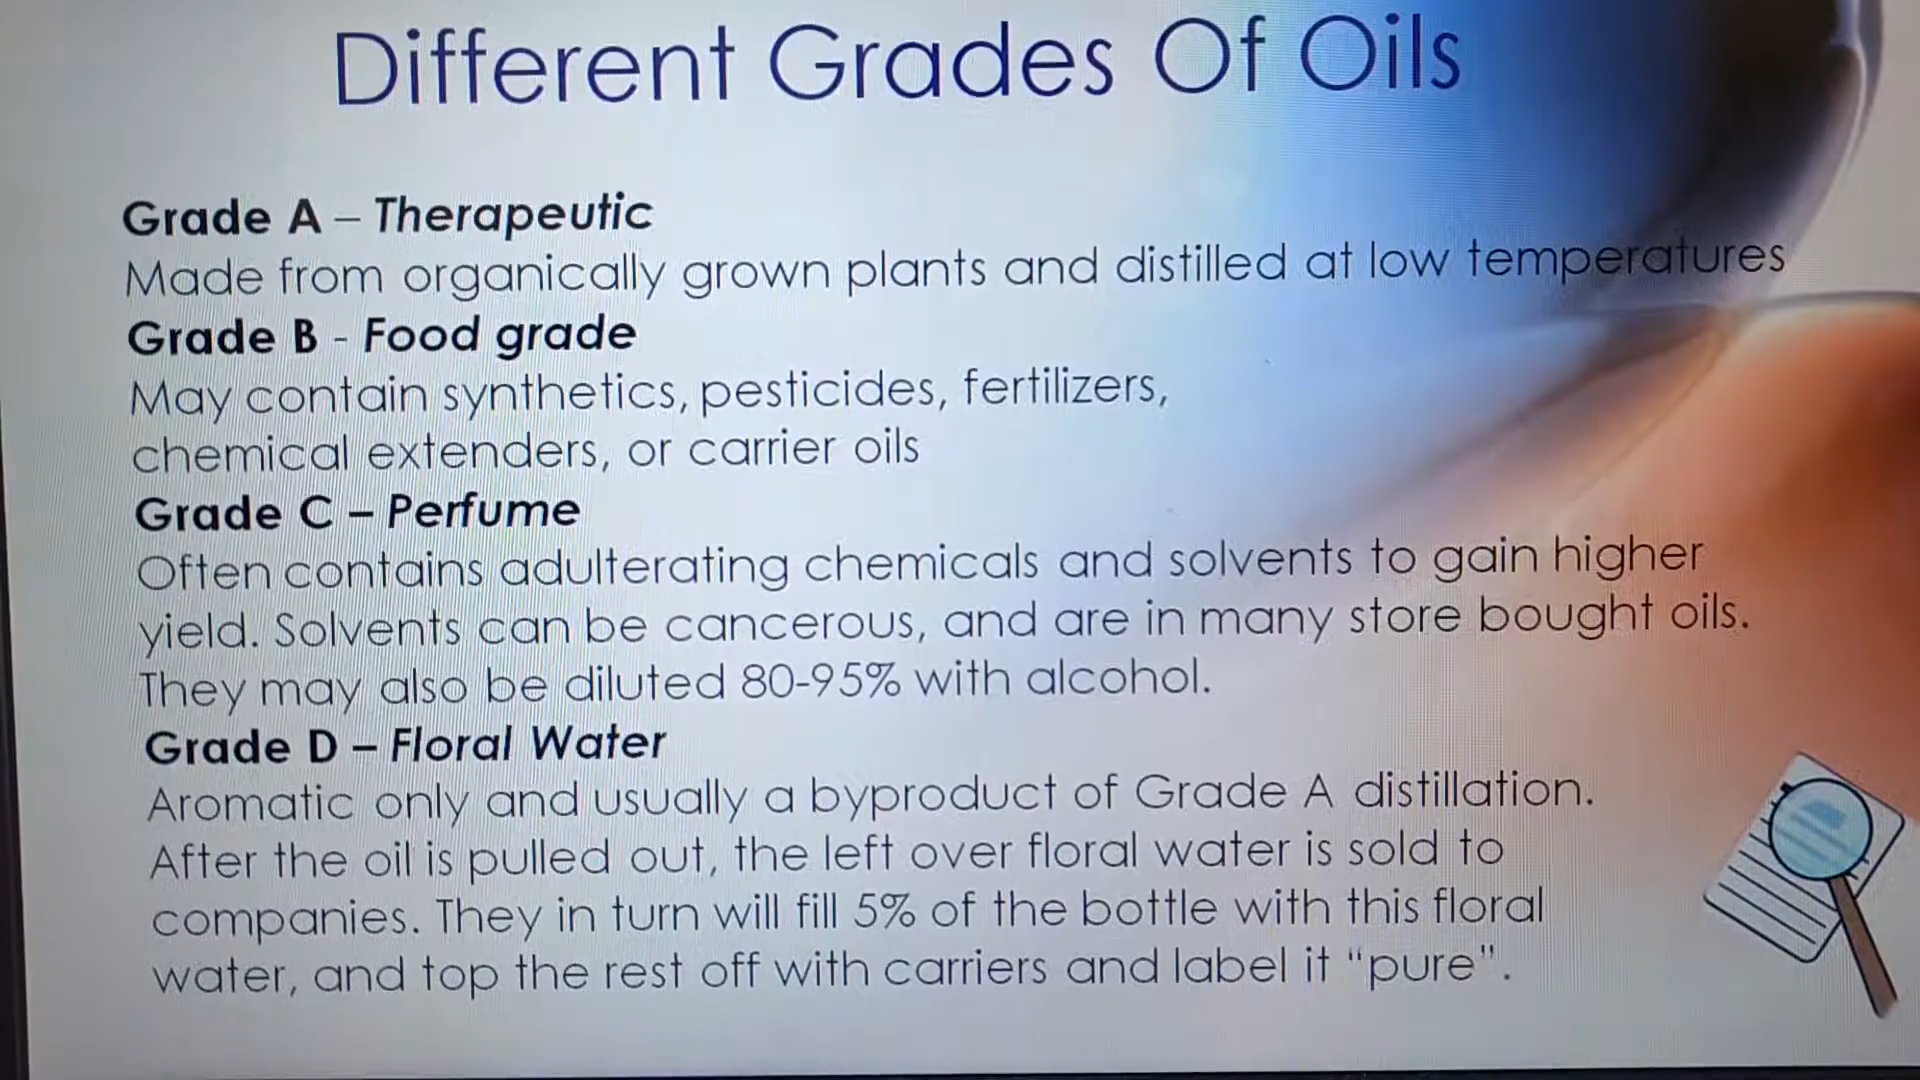 Different Grades Of Oils
Grade A – Therapeutic
Made from organically grown plants and distilled at low temperatures
Grade B - Food grade
May contain synthetics, pesticides, fertilizers,
chemical extenders, or carrier oils
Grade C – Perfume
Often contains adulterating chemicals and solvents to gain higher
yield. Solvents can be cancerous, and are in many store bought oils.
They may also be diluted 80-95% with alcohol.
Grade D – Floral Water
Aromatic only and usually a byproduct of Grade A distillation.
After the oil is pulled out, the left over floral water is sold to
companies. They in turn will fill 5% of the bottle with this floral
water, and top the rest off with carriers and label it “pure”.